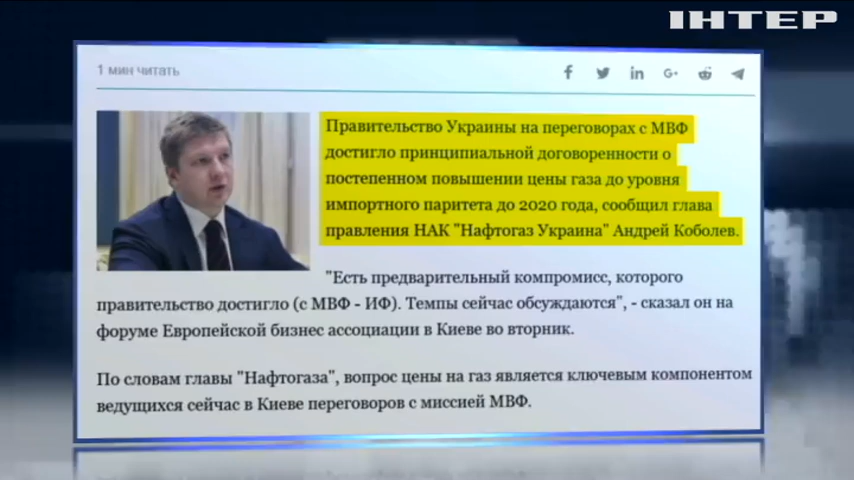 ІНТЕР
1 мин читать
Правительство Украины на переговорах с МВФ
достигло принципиальной договоренности о
постепенном повышении цены газа до уровня
импортного паритета до 2020 года, сообщил глава
правления НАК "Нафтогаз Украина" Андрей Коболев.
"Есть предварительный компромисс, которого
правительство достигло (с МВФ - ИФ). Темпы сейчас обсуждаются", - сказал он на
форуме Европейской бизнес ассоциации в Киеве во вторник.
По словам главы "Нафтогаза", вопрос цены на газ является ключевым компонентом
ведущихся сейчас в Киеве переговоров с миссией МВФ.